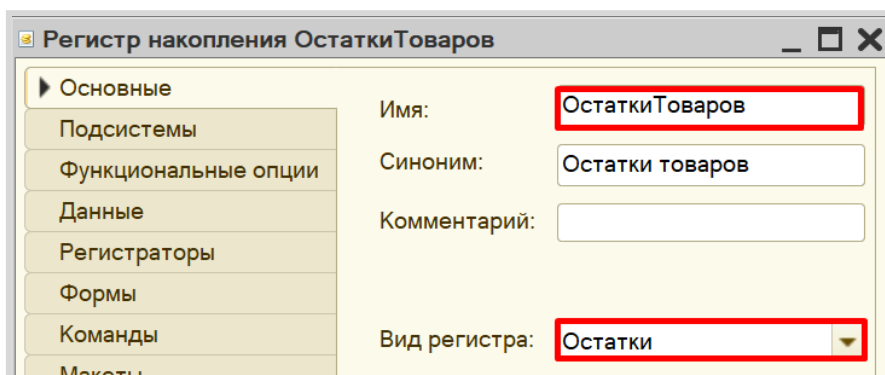 Регистр накопления ОстаткиТоваров
Основные
Подсистемы
Функциональные опции
Данные
Регистраторы
Формы
Команды
Макеты
Имя: ОстаткиТоваров
Синоним: Остатки товаров
Комментарий:
Вид регистра: Остатки